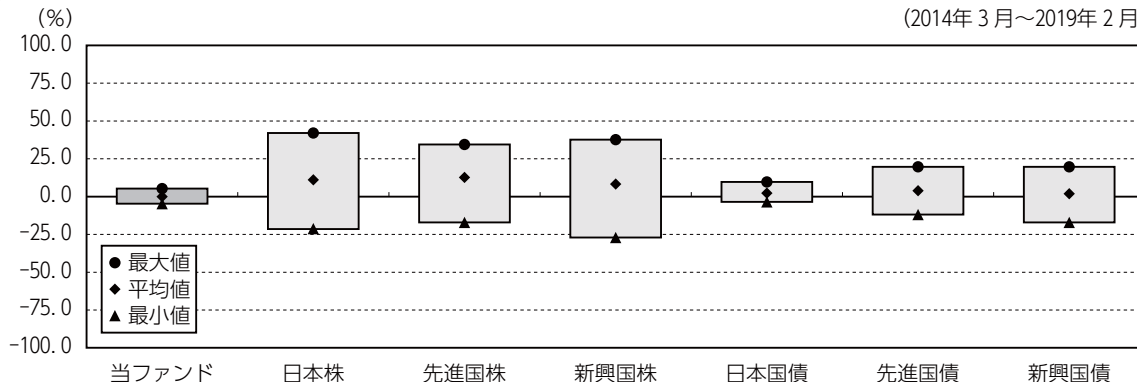 (%)
(2014年3月~2019年2月
100.0
75.0
50.0
25.0
0.0
-25.0
-50.0
-75.0
-100.0
● 最大値
◆ 平均値
▲ 最小値
当ファンド 日本株 先進国株 新興国株 日本国債 先進国債 新興国債